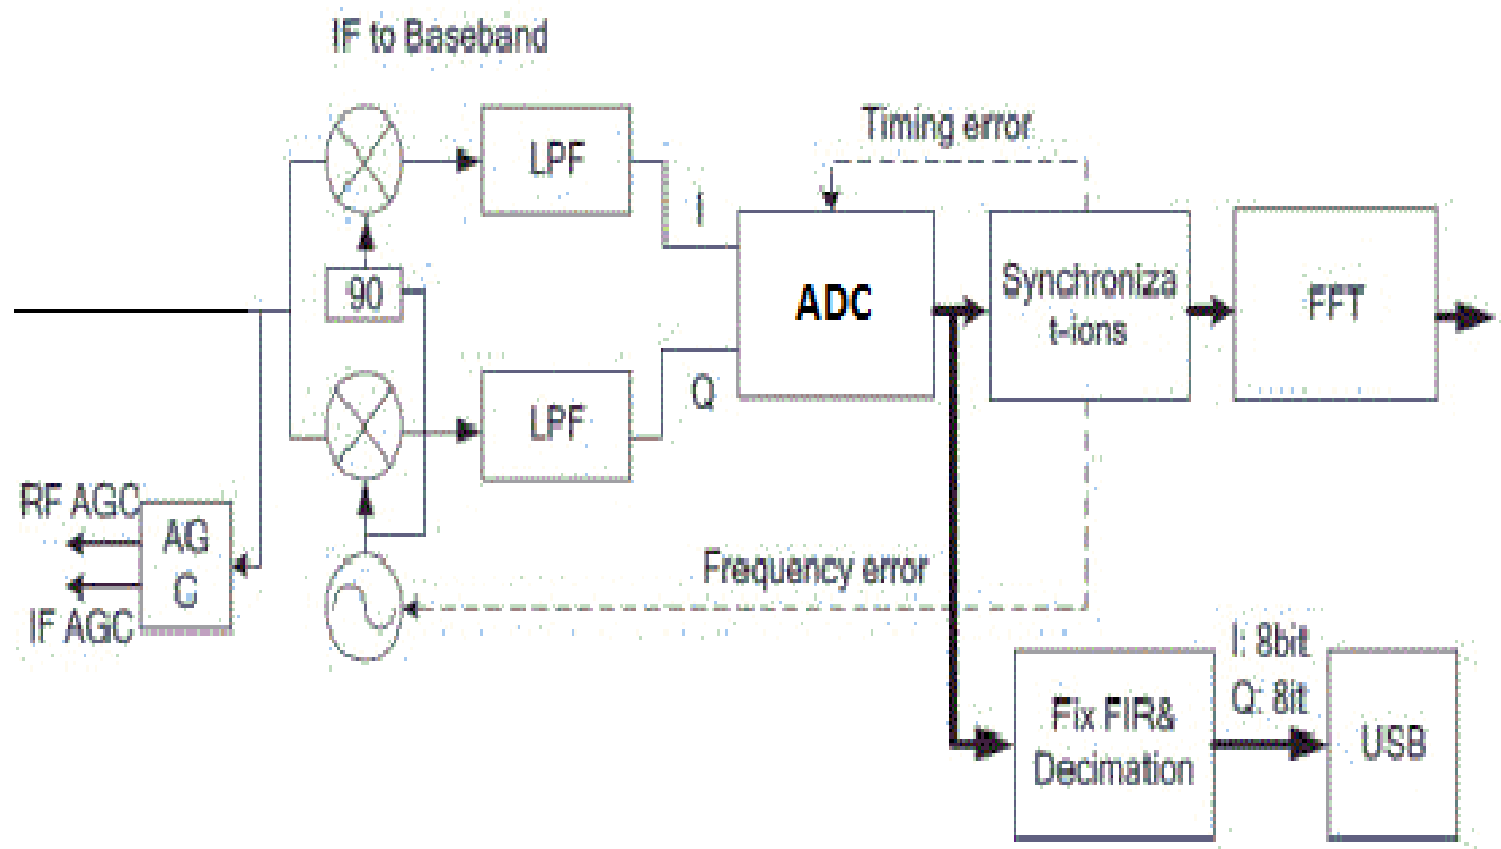 IF to Baseband
Timing error
LPF
I
90
ADC
Synchroniza
t-ions
FFT
LPF
Q
RF AGC
AG
C
IF AGC
Frequency error
I: 8bit
Q: 8it
Fix FIR&
Decimation
USB